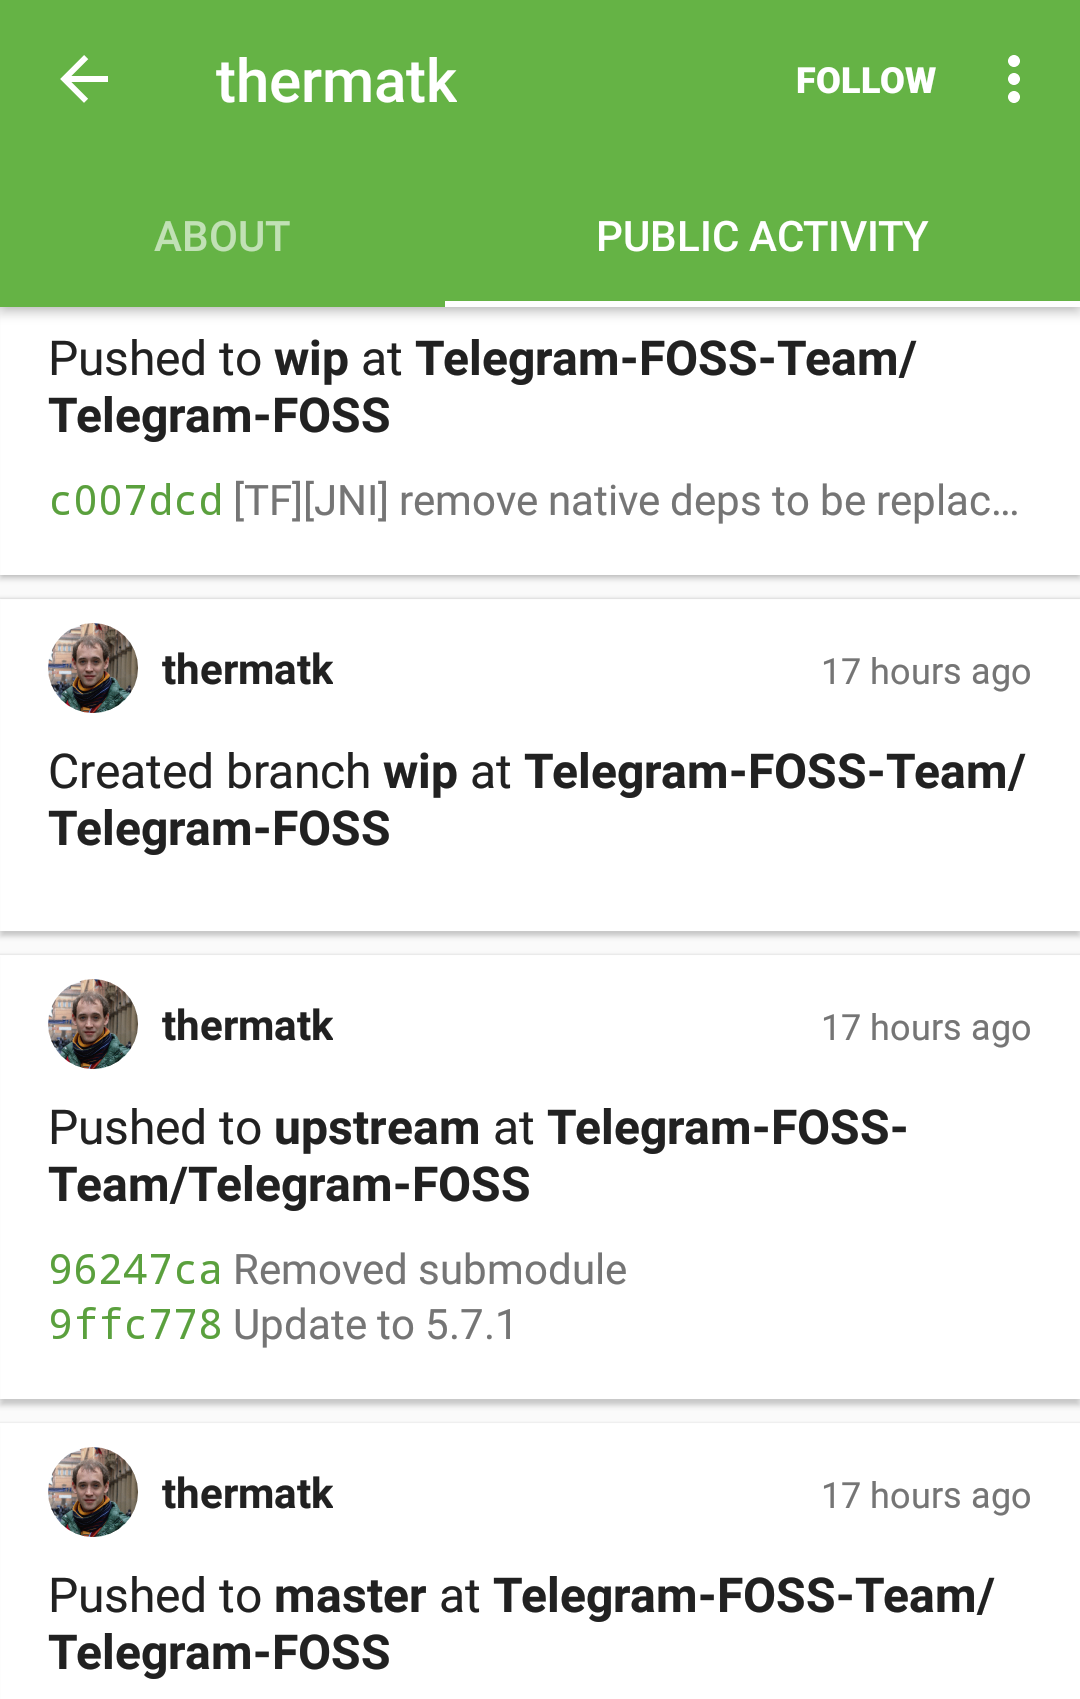 thermatk FOLLOW
ABOUT PUBLIC ACTIVITY
Pushed to wip at Telegram-FOSS-Team/
Telegram-FOSS
c007dcd [TF][JNI] remove native deps to be replac…
thermatk 17 hours ago
Created branch wip at Telegram-FOSS-Team/
Telegram-FOSS
thermatk 17 hours ago
Pushed to upstream at Telegram-FOSS-
Team/Telegram-FOSS
96247ca Removed submodule
9ffc778 Update to 5.7.1
thermatk 17 hours ago
Pushed to master at Telegram-FOSS-Team/
Telegram-FOSS